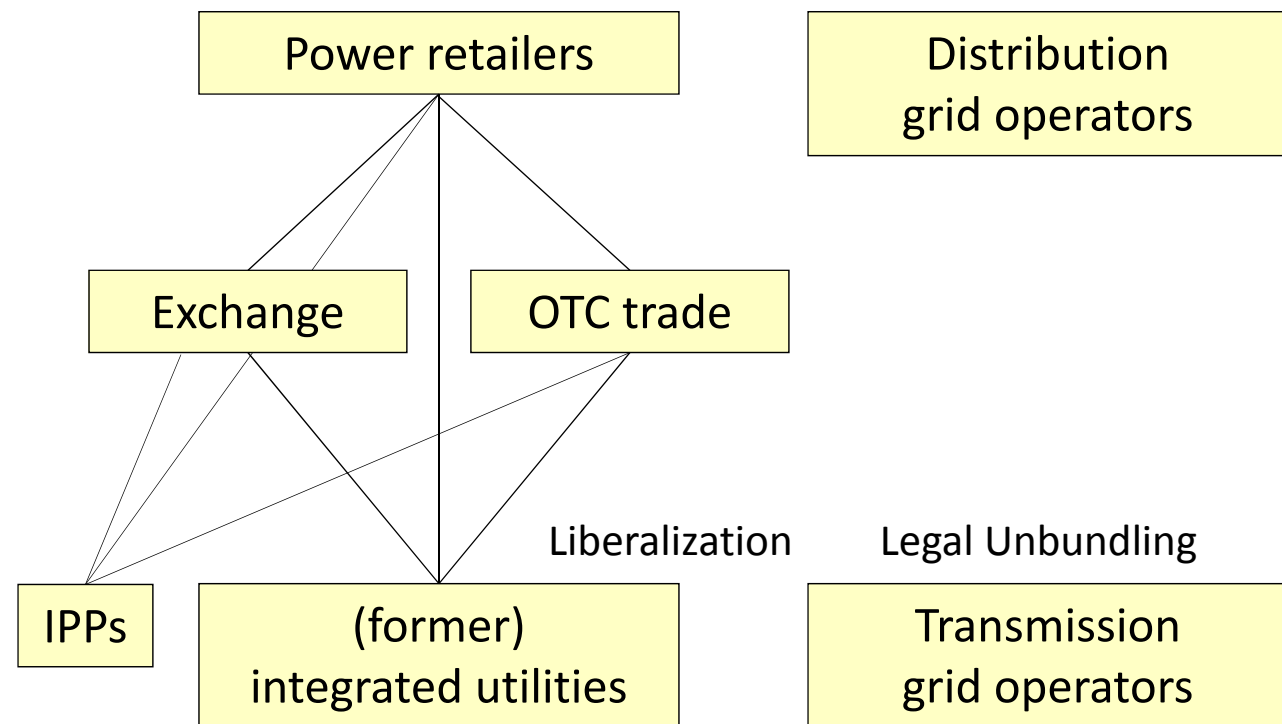 Power retailers
Distribution
grid operators
Exchange
OTC trade
Liberalization
Legal Unbundling
IPPs
(former)
integrated utilities
Transmission
grid operators